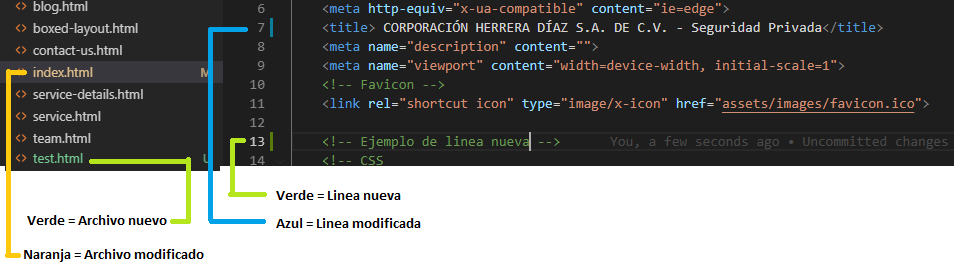 blog.html
boxed-layout.html
contact-us.html
index.html M
service-details.html
service.html
team.html
test.html U
6 <meta http-equiv="x-ua-compatible" content="ie=edge">
7 <title> CORPORACIÓN HERRERA DÍAZ S.A. DE C.V. - Seguridad Privada</title>
8 <meta name="description" content="">
9 <meta name="viewport" content="width=device-width, initial-scale=1">
10 <!-- Favicon -->
11 <link rel="shortcut icon" type="image/x-icon" href="assets/images/favicon.ico">
12
13 <!-- Ejemplo de linea nueva --> You, a few seconds ago • Uncommitted changes
14 <!-- CSS
Verde = Linea nueva
Verde = Archivo nuevo
Azul = Linea modificada
Naranja = Archivo modificado